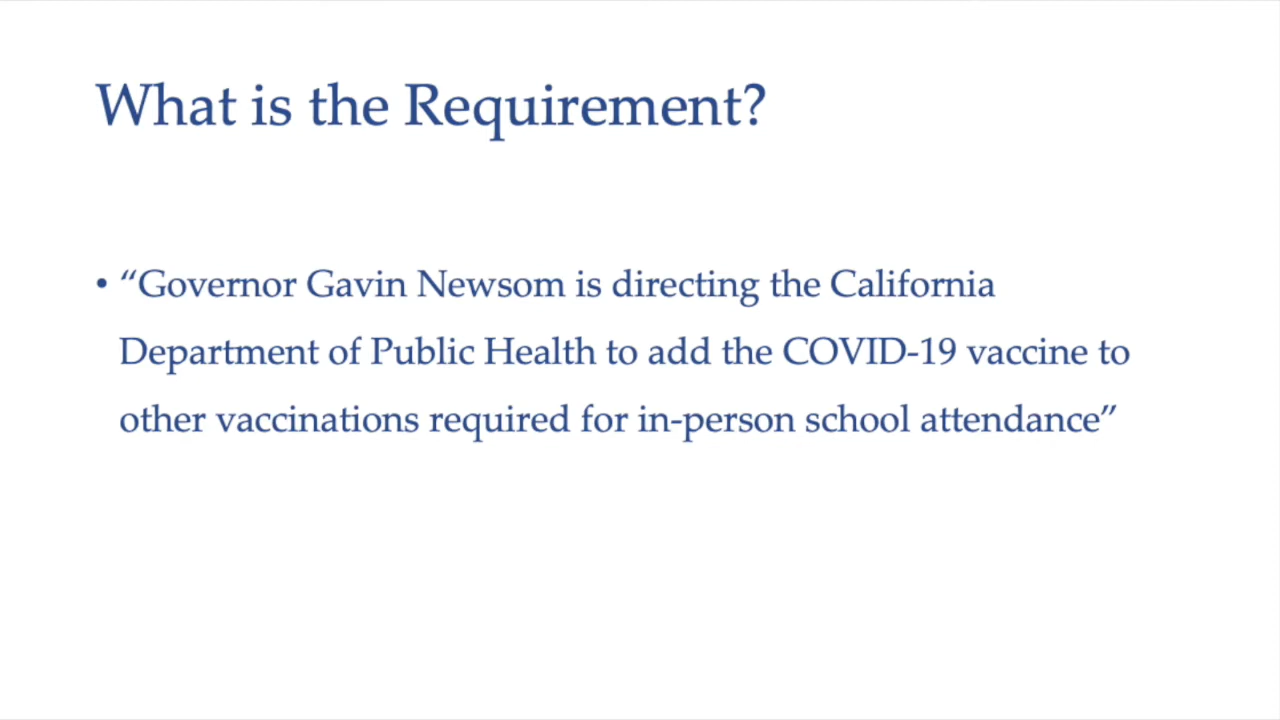 What is the Requirement?
• “Governor Gavin Newsom is directing the California
Department of Public Health to add the COVID-19 vaccine to
other vaccinations required for in-person school attendance”